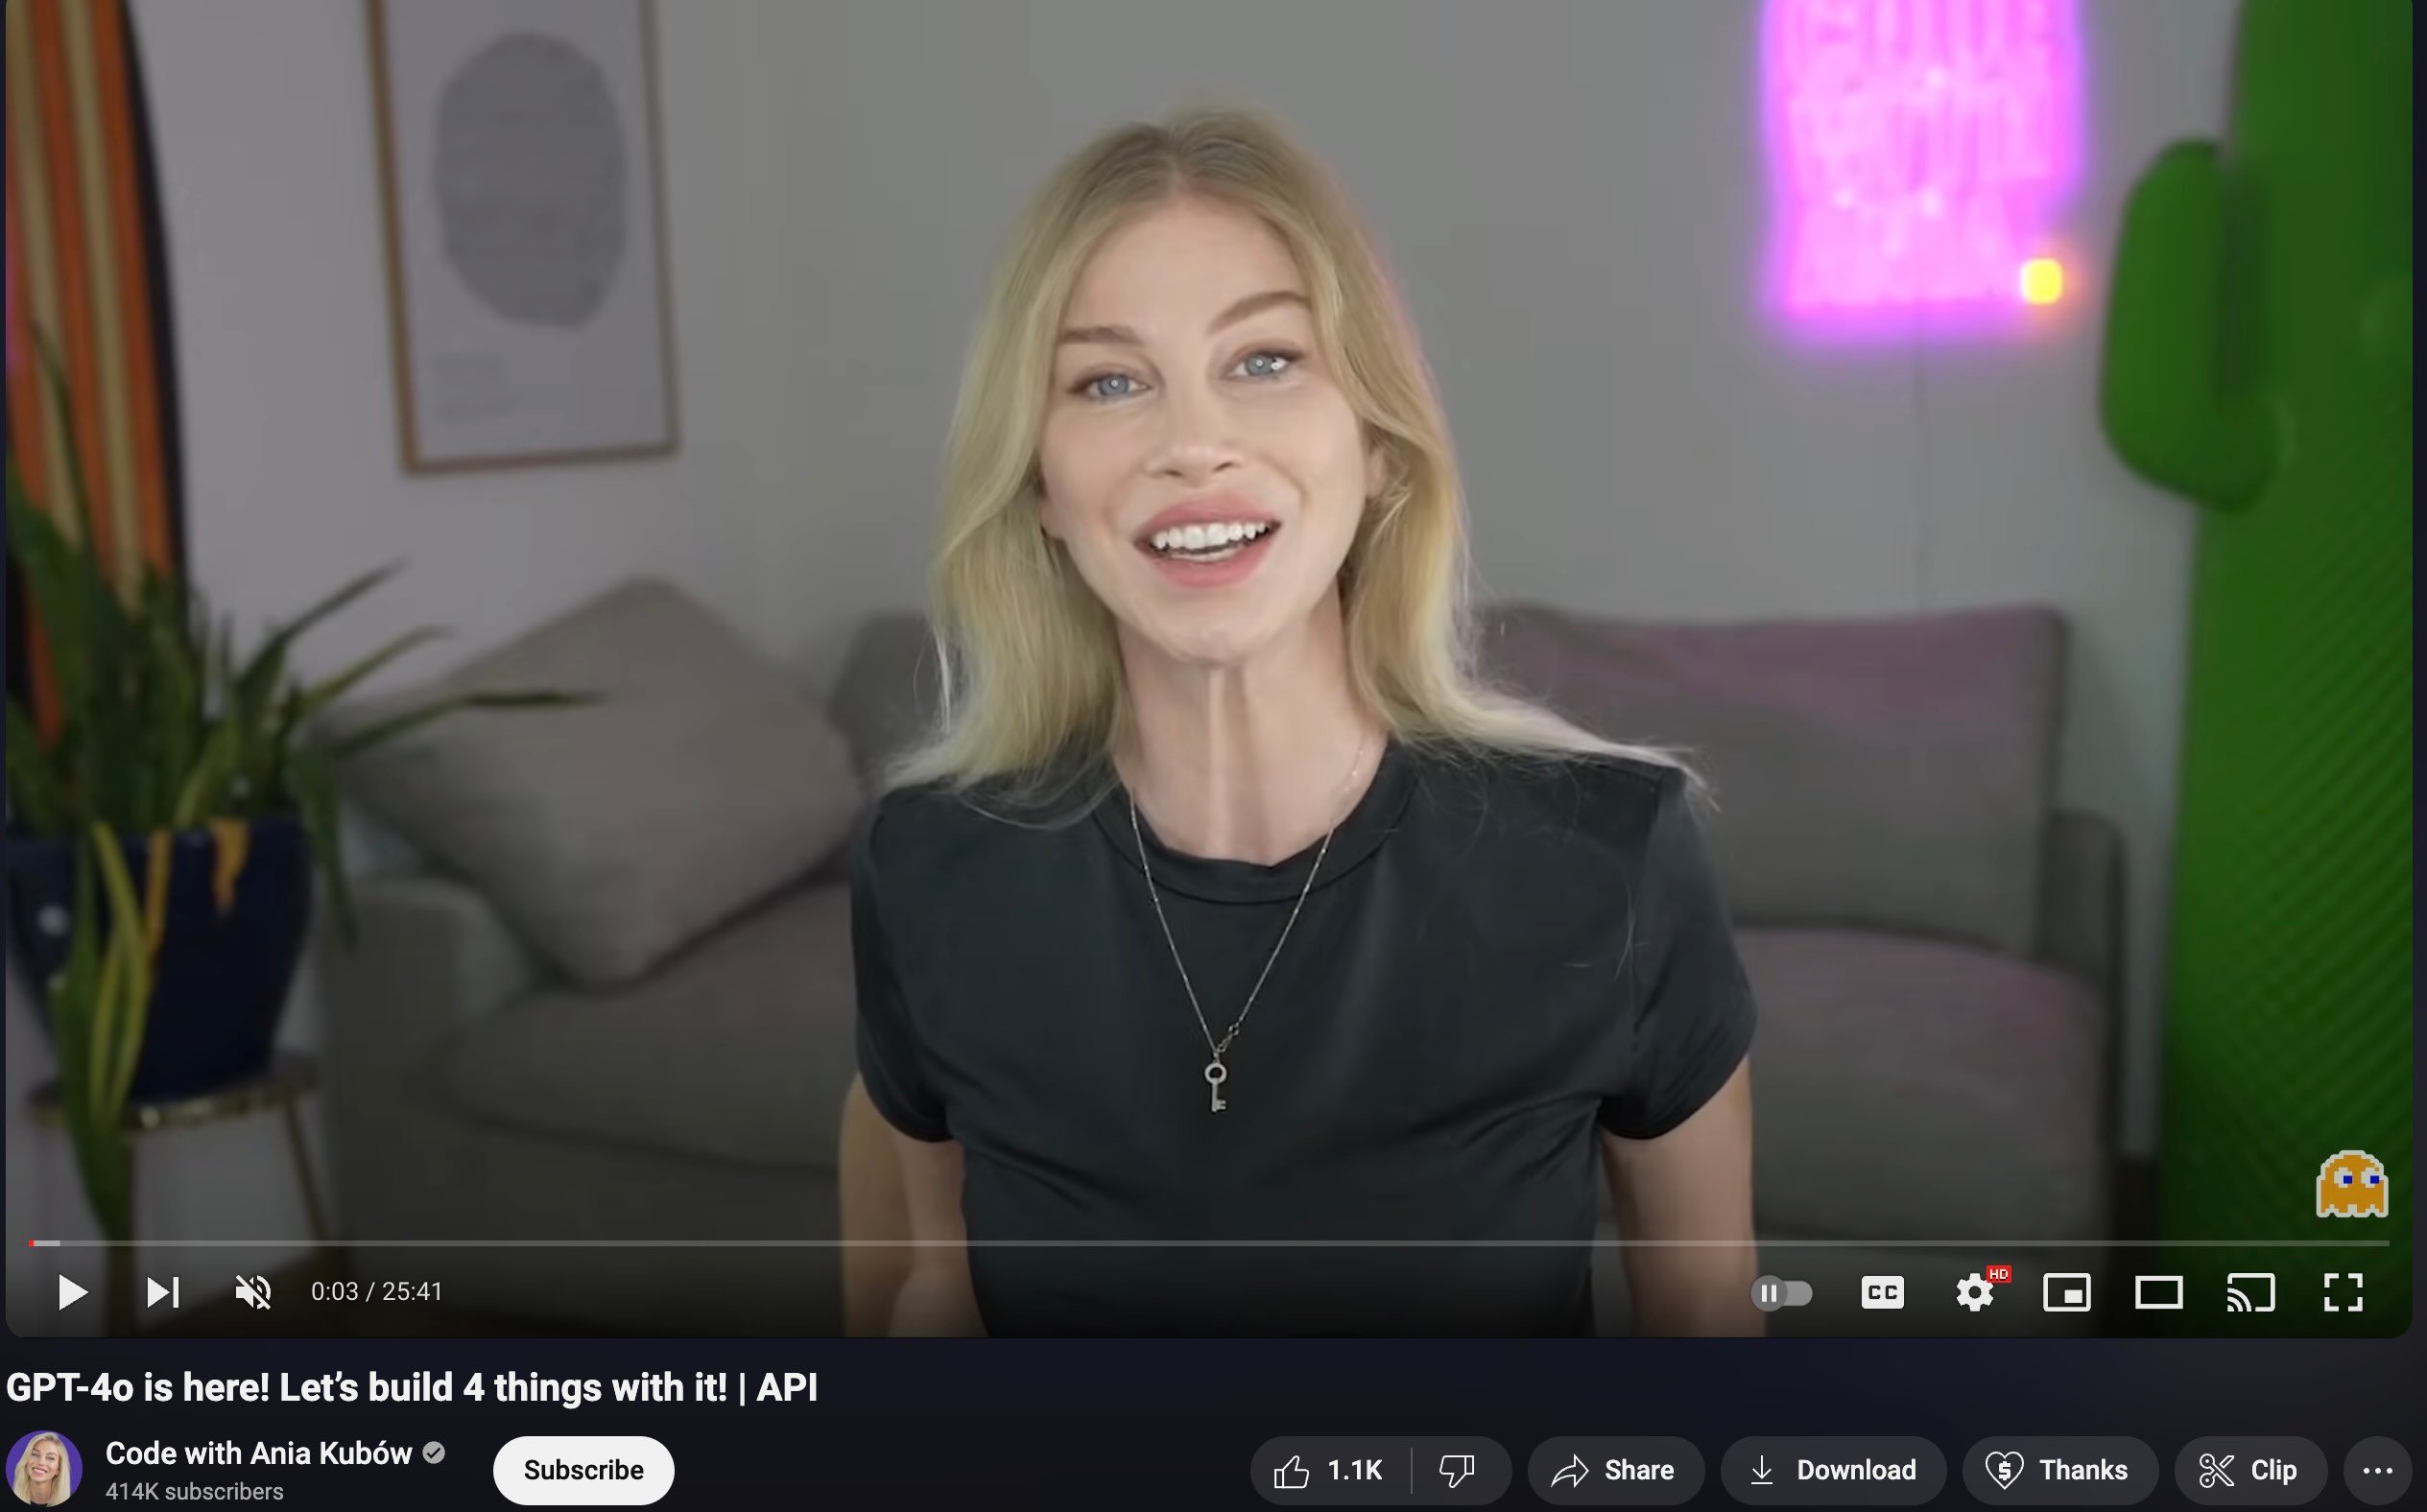 0:03 / 25:41
CC
HD
GPT-4o is here! Let’s build 4 things with it! | API
Code with Ania Kubów
414K subscribers
Subscribe
1.1K
Share
Download
Thanks
Clip